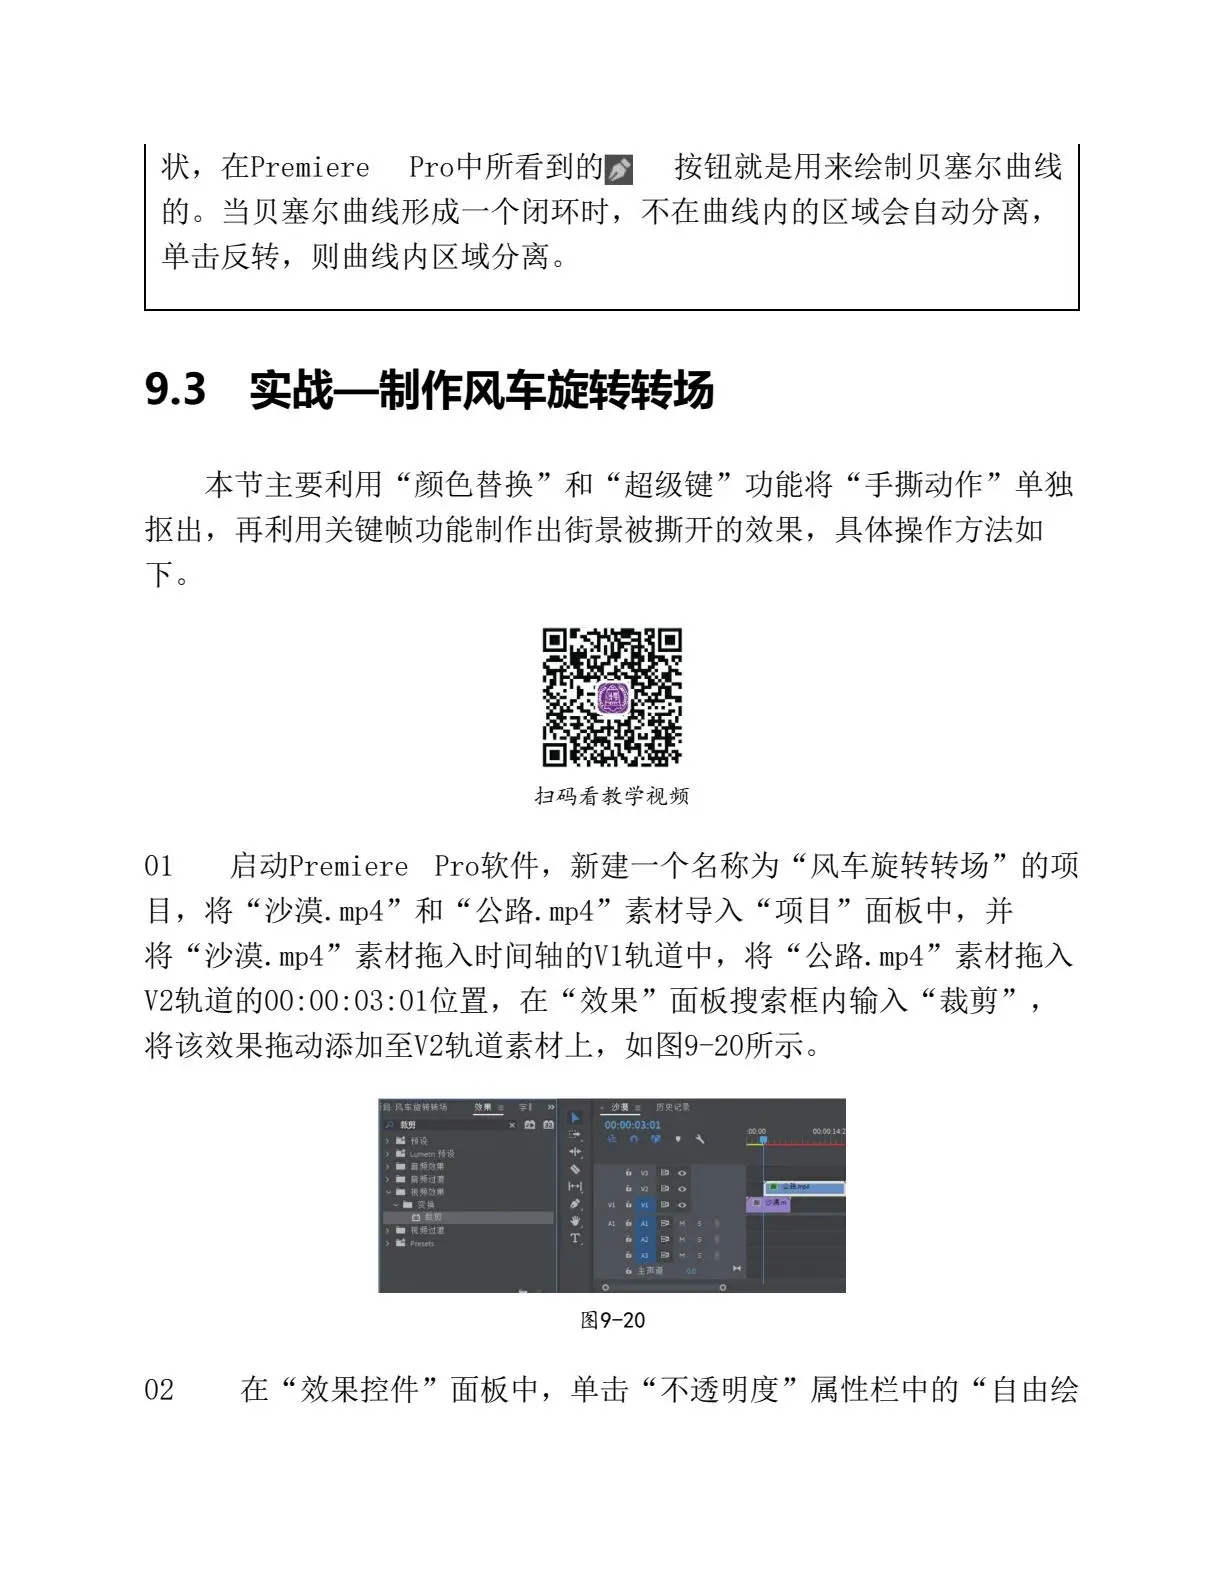 状，在Premiere Pro中所看到的 按钮就是用来绘制贝塞尔曲线
的。当贝塞尔曲线形成一个闭环时，不在曲线内的区域会自动分离，
单击反转，则曲线内区域分离。
9.3 实战—制作风车旋转转场
本节主要利用“颜色替换”和“超级键”功能将“手撕动作”单独
抠出，再利用关键帧功能制作出街景被撕开的效果，具体操作方法如
下。
扫码看教学视频
01 启动Premiere Pro软件，新建一个名称为“风车旋转转场”的项
目，将“沙漠.mp4”和“公路.mp4”素材导入“项目”面板中，并
将“沙漠.mp4”素材拖入时间轴的V1轨道中，将“公路.mp4”素材拖入
V2轨道的00:00:03:01位置，在“效果”面板搜索框内输入“裁剪”，
将该效果拖动添加至V2轨道素材上，如图9-20所示。
项目: 风车旋转转场 效果 沙漠 历史记录
裁剪 00:00:03:01
:00:00 00:00:14:2
预设
Lumetri 预设
音频效果
音频过渡
视频效果
变换
裁剪
视频过渡
Presets
V3
V2 公路.mp4
V1 V1 沙漠.m
A1 A1 M S
A2 M S
A3 M S
主声道 0.0
图9-20
02 在“效果控件”面板中，单击“不透明度”属性栏中的“自由绘